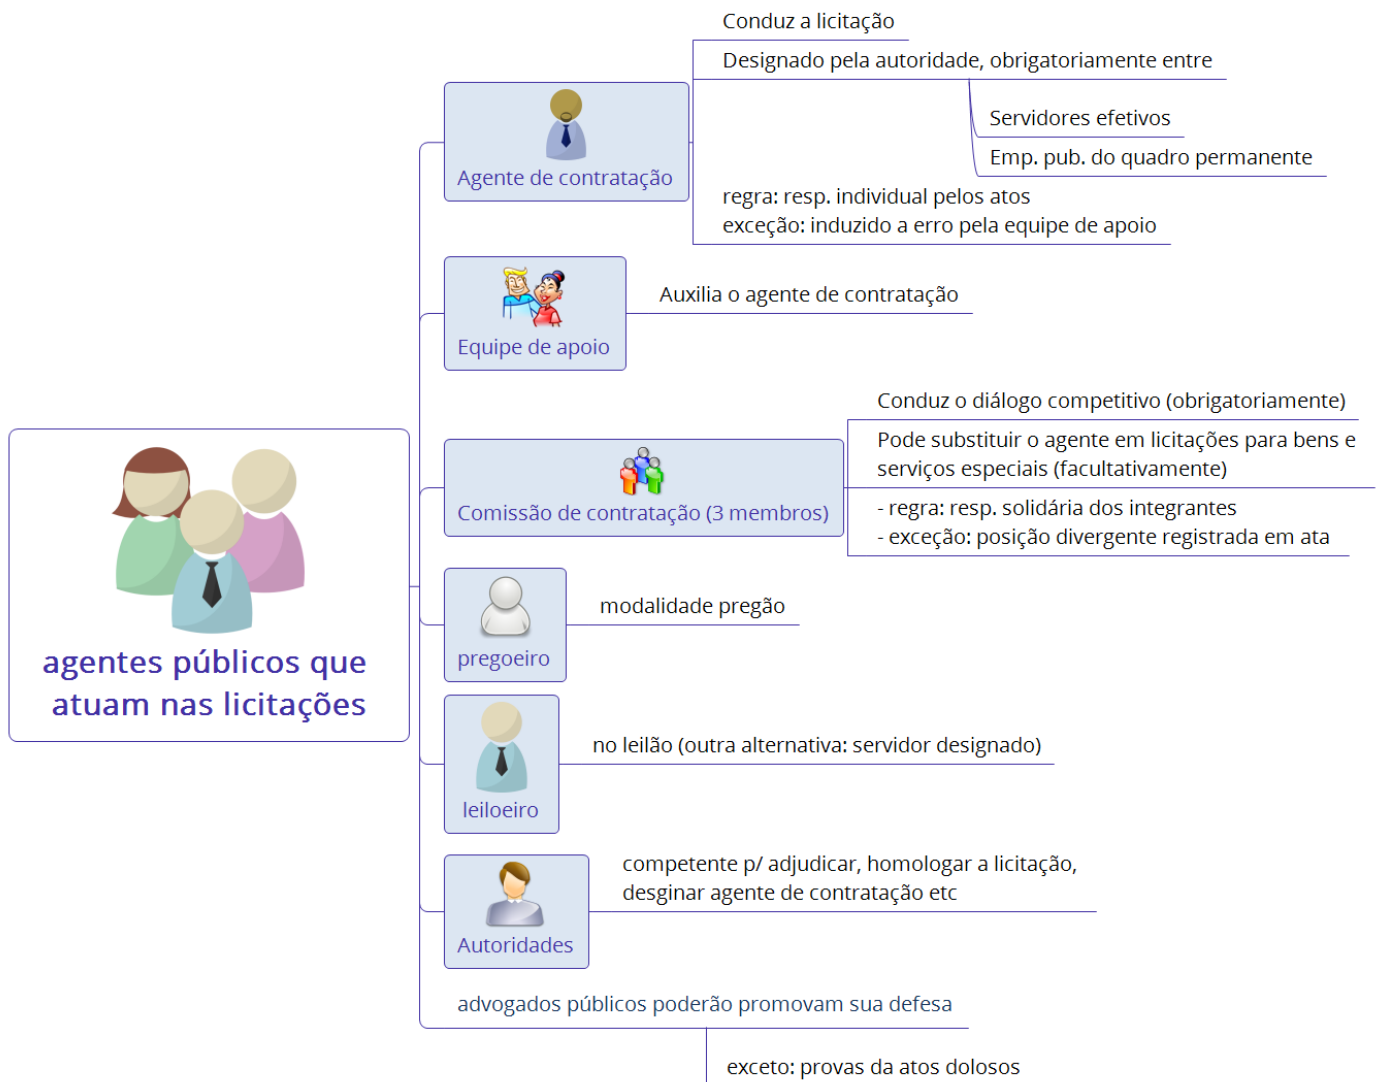 agentes públicos que
atuam nas licitações
Agente de contratação
Conduz a licitação
Designado pela autoridade, obrigatoriamente entre
Servidores efetivos
Emp. pub. do quadro permanente
regra: resp. individual pelos atos
exceção: induzido a erro pela equipe de apoio
Equipe de apoio
Auxilia o agente de contratação
Comissão de contratação (3 membros)
Conduz o diálogo competitivo (obrigatoriamente)
Pode substituir o agente em licitações para bens e
serviços especiais (facultativamente)
- regra: resp. solidária dos integrantes
- exceção: posição divergente registrada em ata
pregoeiro
modalidade pregão
leiloeiro
no leilão (outra alternativa: servidor designado)
Autoridades
competente p/ adjudicar, homologar a licitação,
desginar agente de contratação etc
advogados públicos poderão promovam sua defesa
exceto: provas da atos dolosos